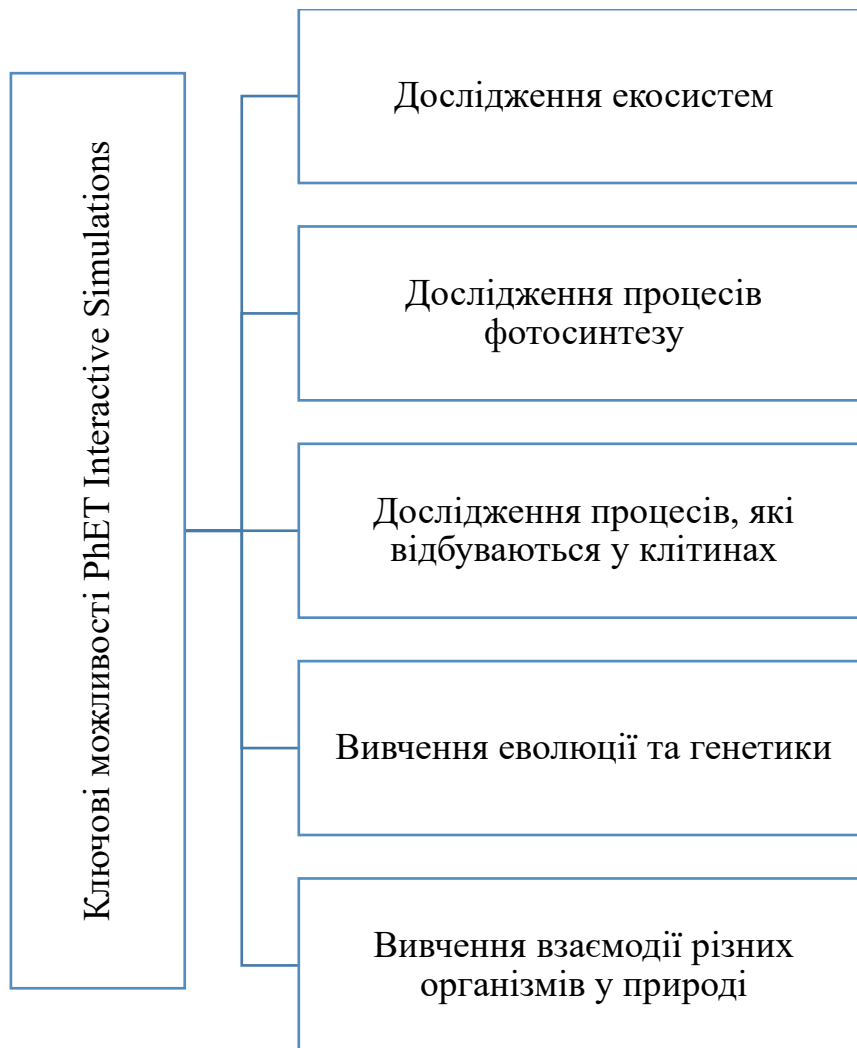 Ключові можливості PhET Interactive Simulations
Дослідження екосистем
Дослідження процесів
фотосинтезу
Дослідження процесів, які
відбуваються у клітинах
Вивчення еволюції та генетики
Вивчення взаємодії різних
організмів у природі